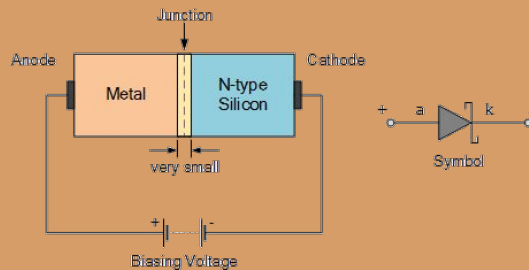 Junction
Anode
Cathode
Metal
N-type
Silicon
+
a
k
Symbol
very small
+
-
Biasing Voltage